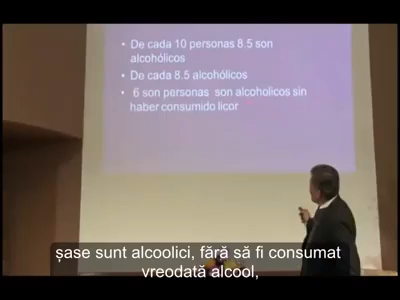 • De cada 10 personas 8.5 son
alcohólicos
• De cada 8.5 alcohólicos
• 6 son personas son alcoholicos sin
haber consumido licor
șase sunt alcoolici, fără să fi consumat
vreodată alcool,